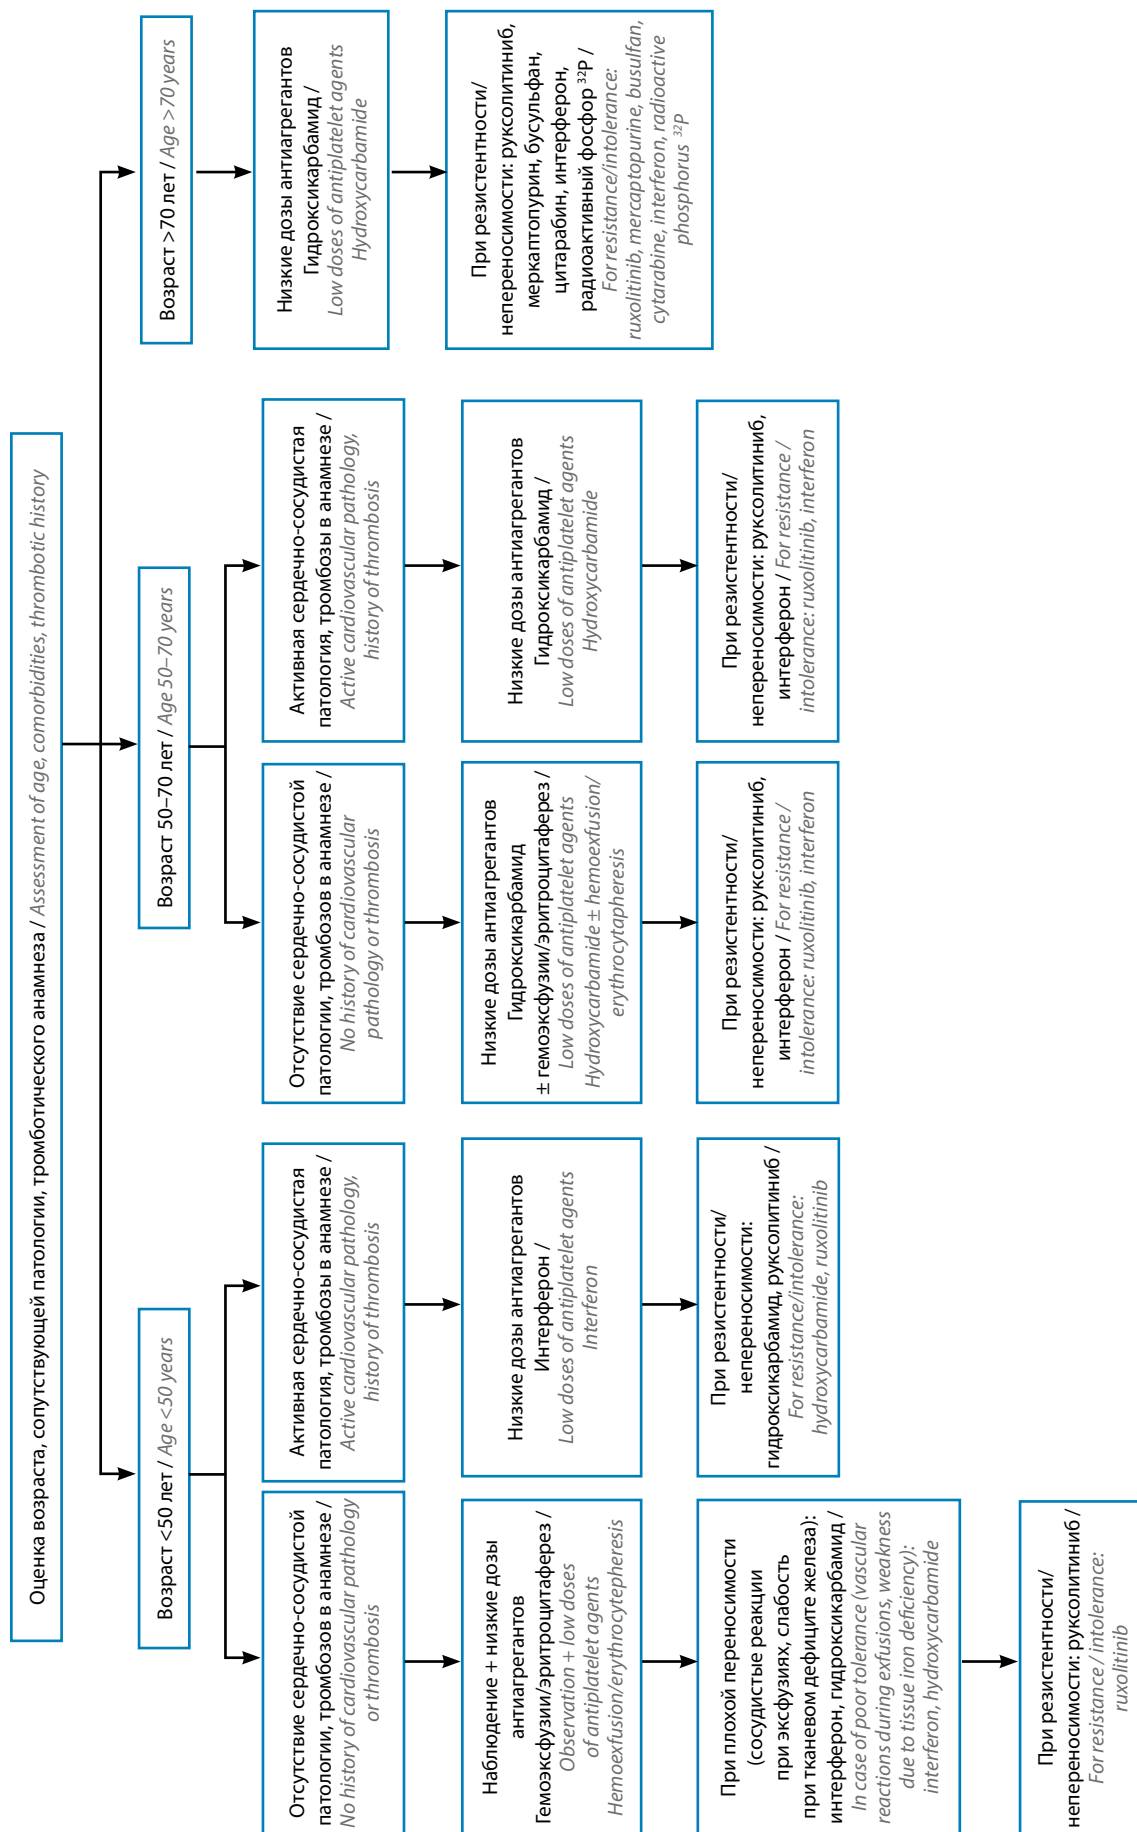 Оценка возраста, сопутствующей патологии, тромботического анамнеза / Assessment of age, comorbidities, thrombotic history
Возраст <50 лет / Age <50 years
Возраст 50–70 лет / Age 50–70 years
Возраст >70 лет / Age >70 years
Отсутствие сердечно-сосудистой
патологии, тромбозов в анамнезе /
No history of cardiovascular pathology
or thrombosis
Активная сердечно-сосудистая
патология, тромбозы в анамнезе /
Active cardiovascular pathology,
history of thrombosis
Отсутствие сердечно-сосудистой
патологии, тромбозов в анамнезе /
No history of cardiovascular
pathology or thrombosis
Активная сердечно-сосудистая
патология, тромбозы в анамнезе /
Active cardiovascular pathology,
history of thrombosis
Низкие дозы антиагрегантов
Гидроксикарбамид /
Low doses of antiplatelet agents
Hydroxycarbamide
Наблюдение + низкие дозы
антиагрегантов
Гемоэксфузии/эритроцитаферез /
Observation + low doses
of antiplatelet agents
Hemoexfusion/erythrocytepheresis
Низкие дозы антиагрегантов
Интерферон /
Low doses of antiplatelet agents
Interferon
Низкие дозы антиагрегантов
Гидроксикарбамид
± гемоэксфузии/эритроцитаферез /
Low doses of antiplatelet agents
Hydroxycarbamide ± hemoexfusion/
erythrocytapheresis
Низкие дозы антиагрегантов
Гидроксикарбамид /
Low doses of antiplatelet agents
Hydroxycarbamide
При резистентности/
непереносимости: руксолитиниб,
меркаптопурин, бусульфан,
цитарабин, интерферон,
радиоактивный фосфор ³²P /
For resistance/intolerance:
ruxolitinib, mercaptopurine, busulfan,
cytarabine, interferon, radioactive
phosphorus ³²P
При плохой переносимости
(сосудистые реакции
при эксфузиях, слабость
при тканевом дефиците железа):
интерферон, гидроксикарбамид /
In case of poor tolerance (vascular
reactions during exfusions, weakness
due to tissue iron deficiency):
interferon, hydroxycarbamide
При резистентности/
непереносимости:
гидроксикарбамид, руксолитиниб /
For resistance/intolerance:
hydroxycarbamide, ruxolitinib
При резистентности/
непереносимости: руксолитиниб,
интерферон / For resistance /
intolerance: ruxolitinib, interferon
При резистентности/
непереносимости: руксолитиниб,
интерферон / For resistance /
intolerance: ruxolitinib, interferon
При резистентности/
непереносимости: руксолитиниб /
For resistance / intolerance:
ruxolitinib